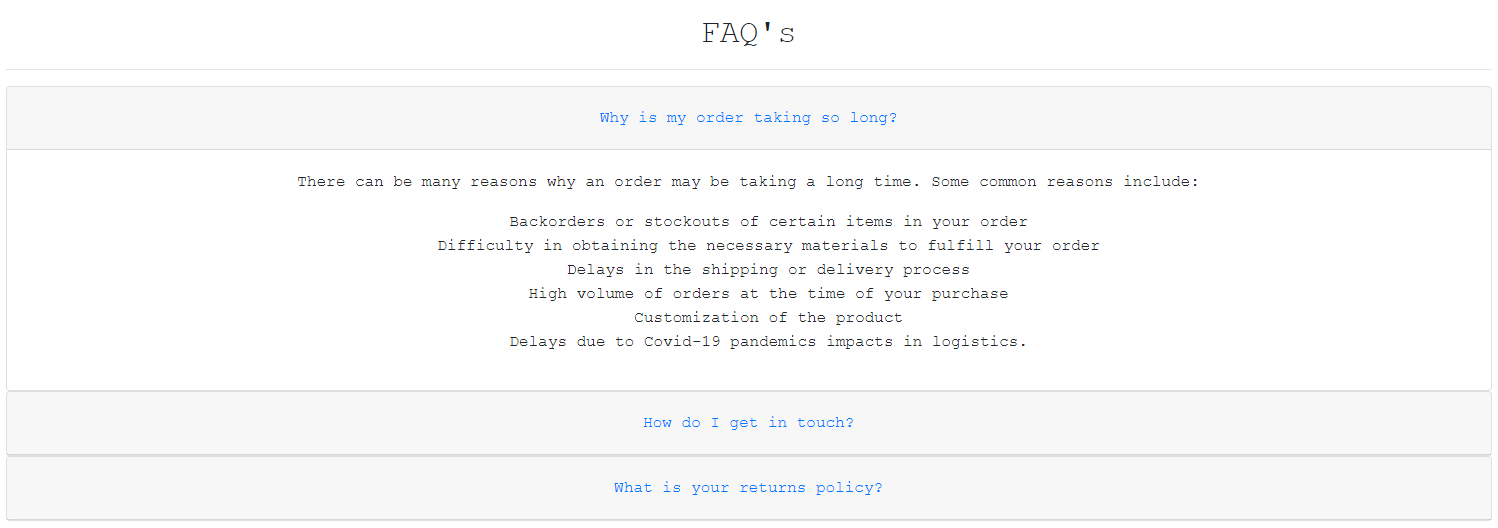 FAQ's
Why is my order taking so long?
There can be many reasons why an order may be taking a long time. Some common reasons include:
Backorders or stockouts of certain items in your order
Difficulty in obtaining the necessary materials to fulfill your order
Delays in the shipping or delivery process
High volume of orders at the time of your purchase
Customization of the product
Delays due to Covid-19 pandemics impacts in logistics.
How do I get in touch?
What is your returns policy?